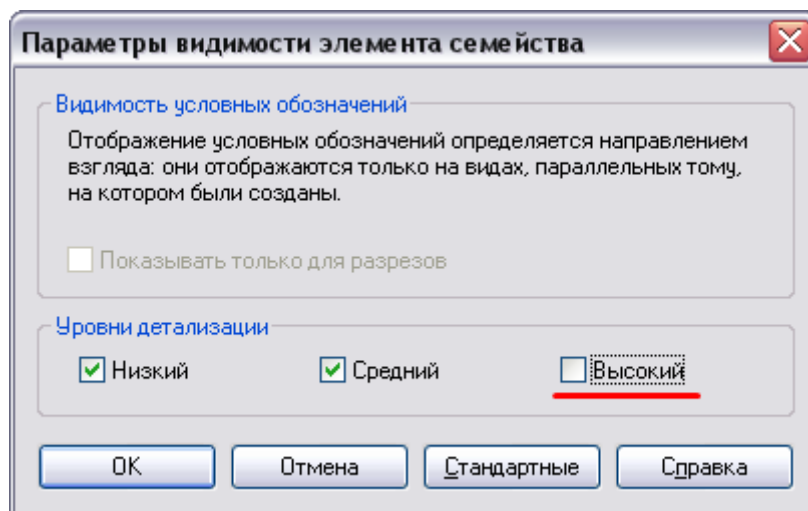 Параметры видимости элемента семейства
Видимость условных обозначений
Отображение условных обозначений определяется направлением
взгляда: они отображаются только на видах, параллельных тому,
на котором были созданы.
Показывать только для разрезов
Уровни детализации
Низкий Средний Высокий
OK Отмена Стандартные Справка